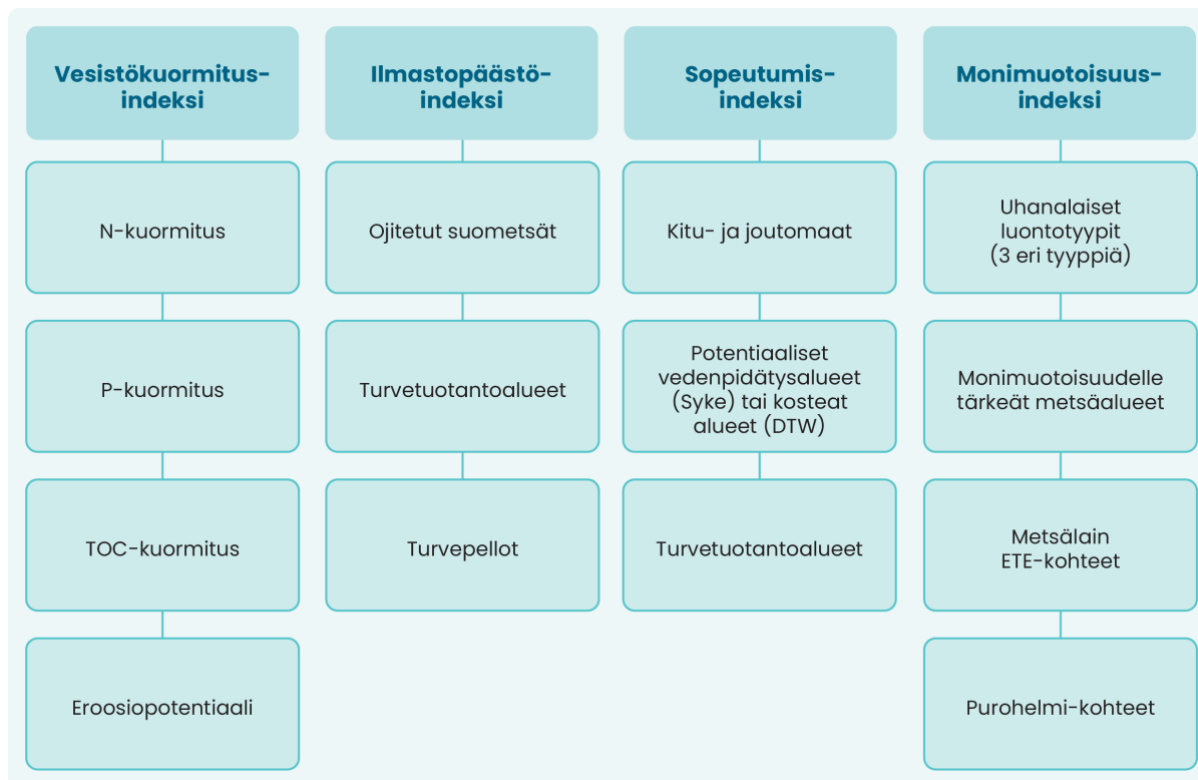 Vesistökuormitus-
indeksi
N-kuormitus
P-kuormitus
TOC-kuormitus
Eroosiopotentiaali
Ilmastopäästö-
indeksi
Ojitetut suometsät
Turvetuotantoalueet
Turvepellot
Sopeutumis-
indeksi
Kitu- ja joutomaat
Potentiaaliset
vedenpidätysalueet
(Syke) tai kosteat
alueet (DTW)
Turvetuotantoalueet
Monimuotoisuus-
indeksi
Uhanalaiset
luontotyypit
(3 eri tyyppiä)
Monimuotoisuudelle
tärkeät metsäalueet
Metsälain
ETE-kohteet
Purohelmi-kohteet